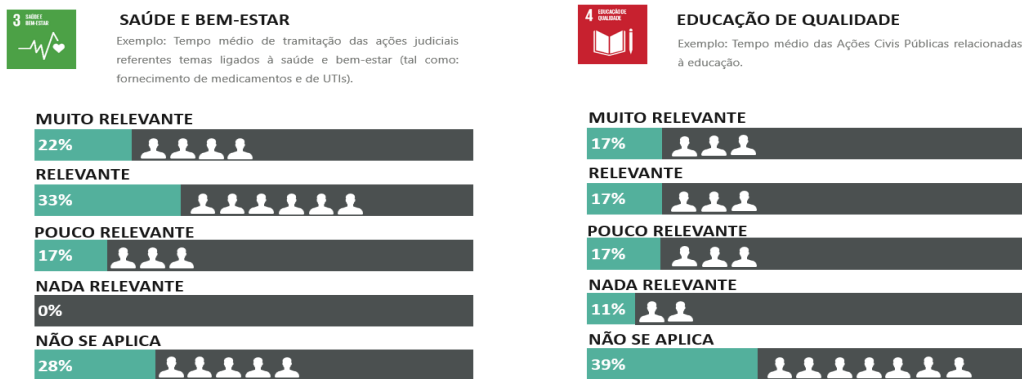 3 SAÚDE E
BEM-ESTAR
SAÚDE E BEM-ESTAR
Exemplo: Tempo médio de tramitação das ações judiciais
referentes temas ligados à saúde e bem-estar (tal como:
fornecimento de medicamentos e de UTIs).
MUITO RELEVANTE
22%
RELEVANTE
33%
POUCO RELEVANTE
17%
NADA RELEVANTE
0%
NÃO SE APLICA
28%
4 EDUCAÇÃO DE
QUALIDADE
EDUCAÇÃO DE QUALIDADE
Exemplo: Tempo médio das Ações Civis Públicas relacionadas
à educação.
MUITO RELEVANTE
17%
RELEVANTE
17%
POUCO RELEVANTE
17%
NADA RELEVANTE
11%
NÃO SE APLICA
39%